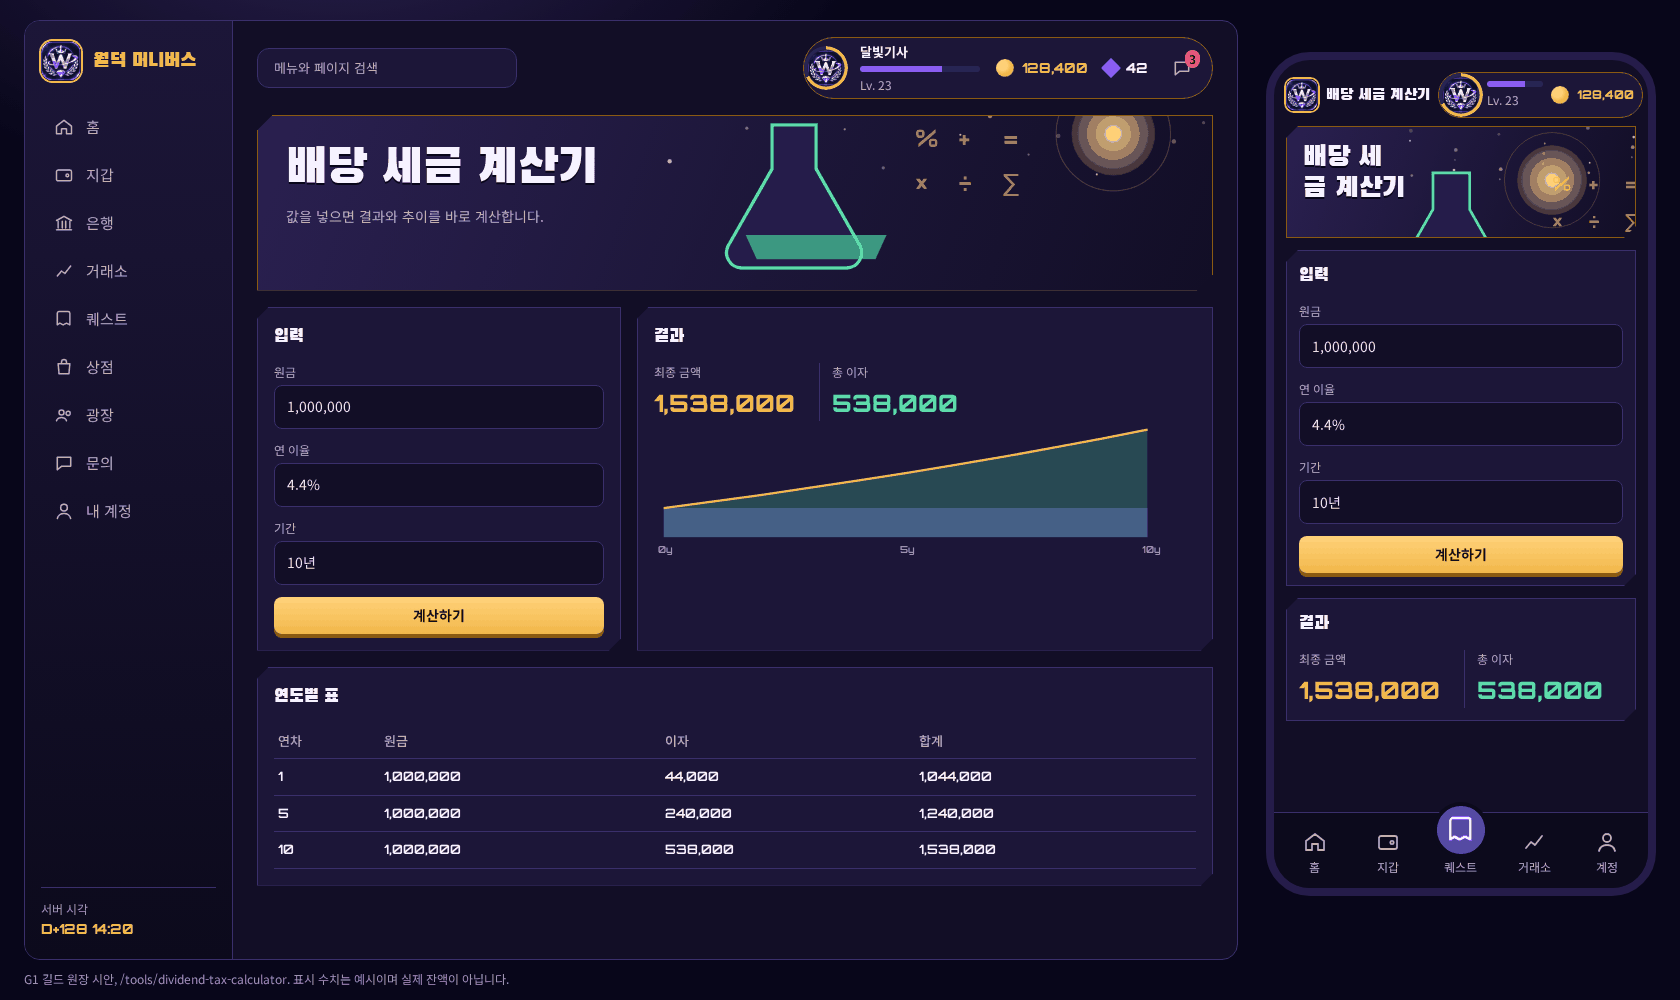 W 원덕 머니버스
홈
지갑
은행
거래소
퀘스트
상점
광장
문의
내 계정
서버 시각
D+128 14:20
메뉴와 페이지 검색
W
달빛기사
Lv. 23
128,400
42
3
배당 세금 계산기
값을 넣으면 결과와 추이를 바로 계산합니다.
% + =
x ÷ ∑
입력
원금
1,000,000
연 이율
4.4%
기간
10년
계산하기
결과
최종 금액
1,538,000
총 이자
538,000
0y 5y 10y
연도별 표
연차 원금 이자 합계
1 1,000,000 44,000 1,044,000
5 1,000,000 240,000 1,240,000
10 1,000,000 538,000 1,538,000
W 배당 세금 계산기
W
Lv. 23
128,400
배당 세
금 계산기
% + =
x ÷ ∑
입력
원금
1,000,000
연 이율
4.4%
기간
10년
계산하기
결과
최종 금액
1,538,000
총 이자
538,000
홈 지갑 퀘스트 거래소 계정
G1 길드 원장 시안, /tools/dividend-tax-calculator. 표시 수치는 예시이며 실제 잔액이 아닙니다.